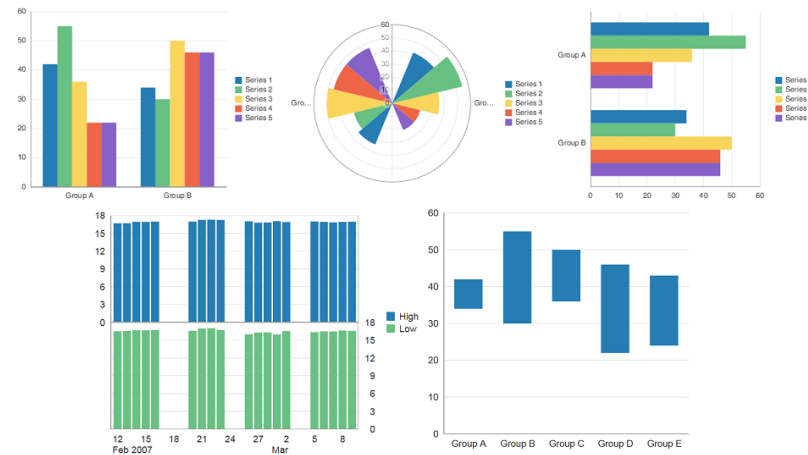 60
50
40
30
20
10
0
Group A Group B
Series 1
Series 2
Series 3
Series 4
Series 5
60
50
40
30
20
10
0
Gro... Gro...
Series 1
Series 2
Series 3
Series 4
Series 5
Group A
Group B
0 10 20 30 40 50 60
Series
Series
Series
Series
Series
18
15
12
9
6
3
0
18
15
12
9
6
3
0
High
Low
12 15 18 21 24 27 2 5 8
Feb 2007 Mar
60
50
40
30
20
10
0
Group A Group B Group C Group D Group E